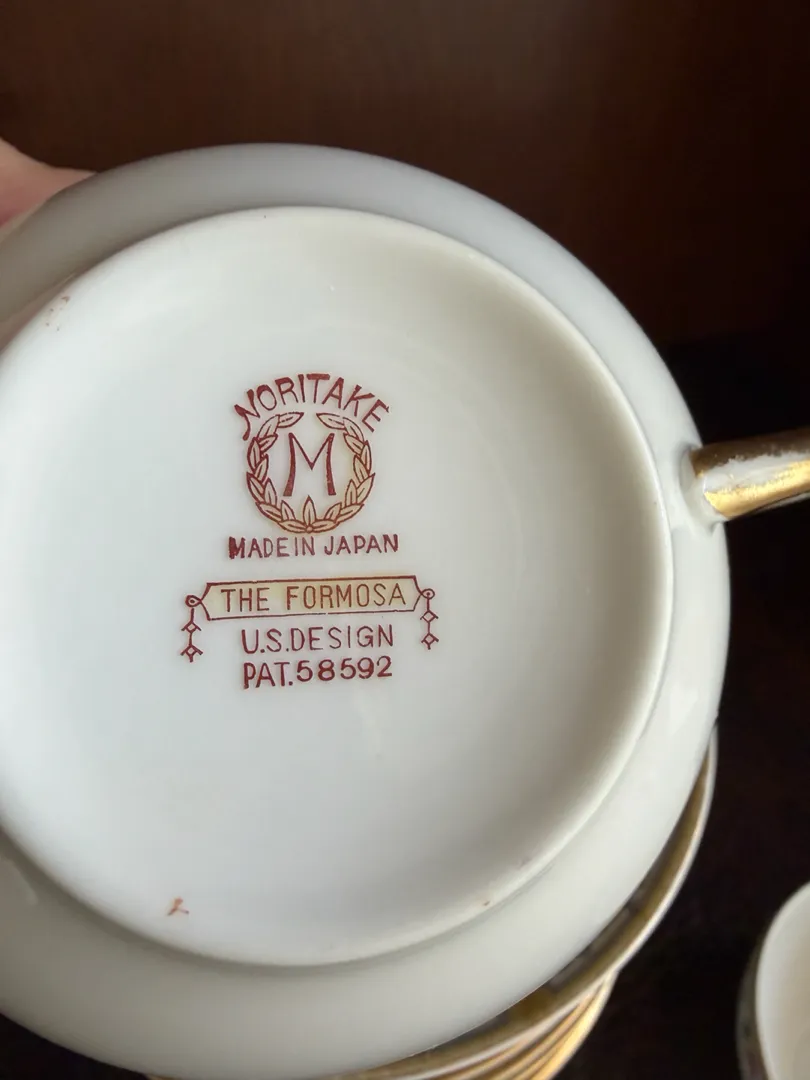 NORITAKE
M
MADE IN JAPAN
THE FORMOSA
U.S.DESIGN
PAT.58592